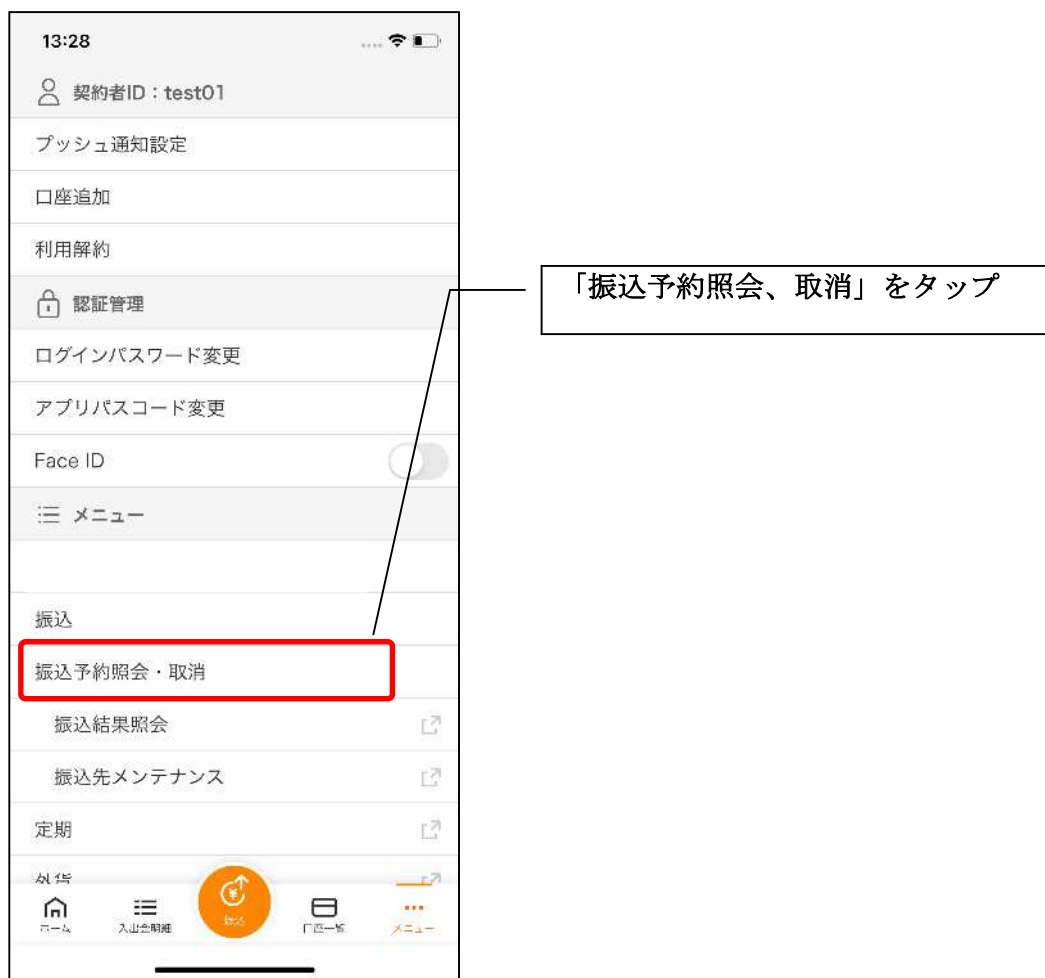 13:28
契約者ID：test01
プッシュ通知設定
口座追加
利用解約
認証管理
ログインパスワード変更
アプリパスコード変更
Face ID
メニュー
振込
振込予約照会・取消
振込結果照会
振込先メンテナンス
定期
外貨
ホーム
入出金明細
振込
口座一覧
メニュー
「振込予約照会、取消」をタップ